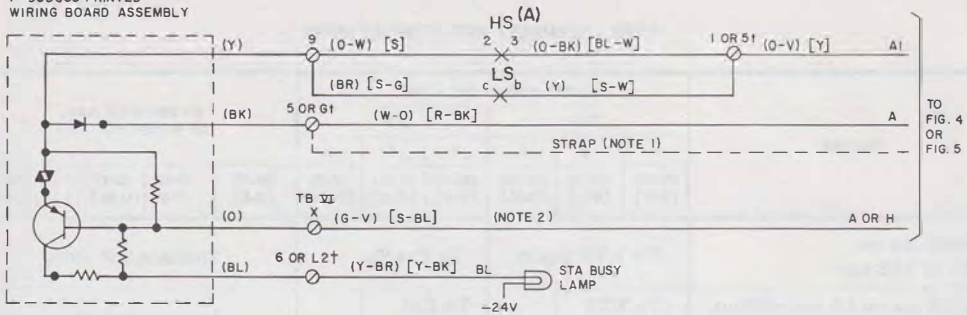 WIRING BOARD ASSEMBLY
HS (A)
(Y) 9 (O-W) [S] 2 3 (O-BK) [BL-W] 1 OR 5† (O-V) [Y] A1
LS
(BR) [S-G] c b (Y) [S-W]
(BK) 5 OR G† (W-O) [R-BK] A
TO
FIG. 4
OR
FIG. 5
STRAP (NOTE 1)
TB VI
X
(O) (G-V) [S-BL] (NOTE 2) A OR H
(BL) 6 OR L2† (Y-BR) [Y-BK] BL STA BUSY
LAMP
-24V